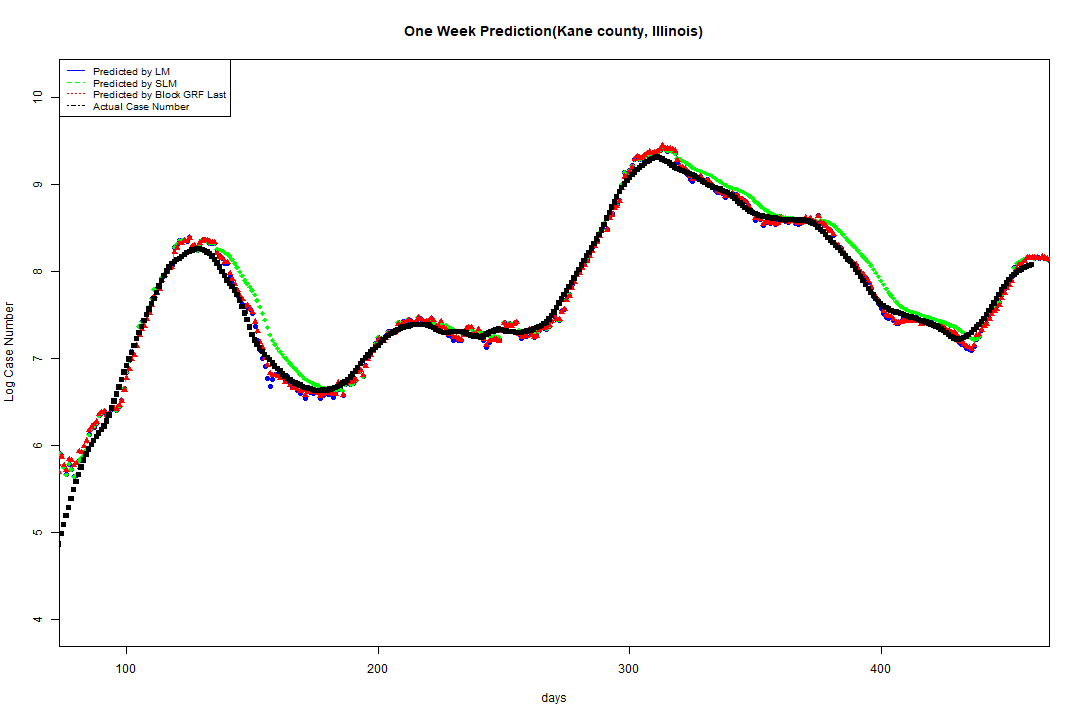 One Week Prediction(Kane county, Illinois)
Predicted by LM
Predicted by SLM
Predicted by Block GRF Last
Actual Case Number
10
9
8
7
6
5
4
Log Case Number
100 200 300 400
days